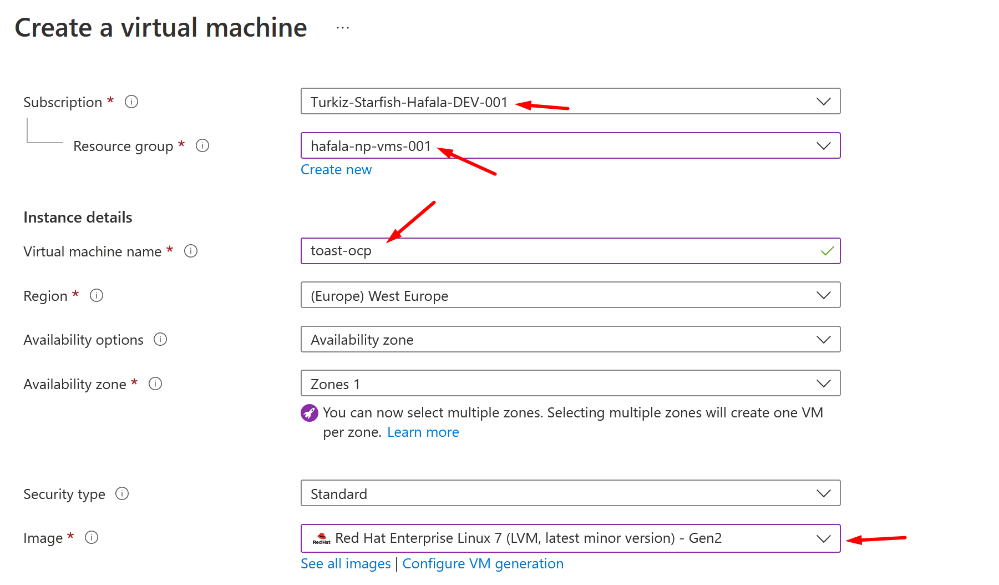 Create a virtual machine ...
Subscription *
Turkiz-Starfish-Hafala-DEV-001
Resource group *
hafala-np-vms-001
Create new
Instance details
Virtual machine name *
toast-ocp
Region *
(Europe) West Europe
Availability options
Availability zone
Availability zone *
Zones 1
You can now select multiple zones. Selecting multiple zones will create one VM
per zone. Learn more
Security type
Standard
Image *
Red Hat Red Hat Enterprise Linux 7 (LVM, latest minor version) - Gen2
See all images | Configure VM generation